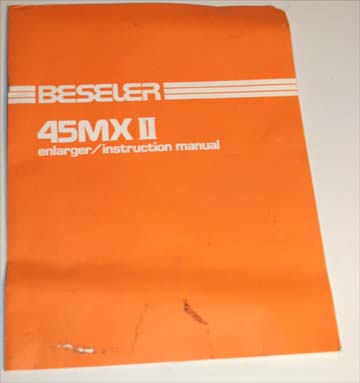 BESELER
45MX II
enlarger/instruction manual